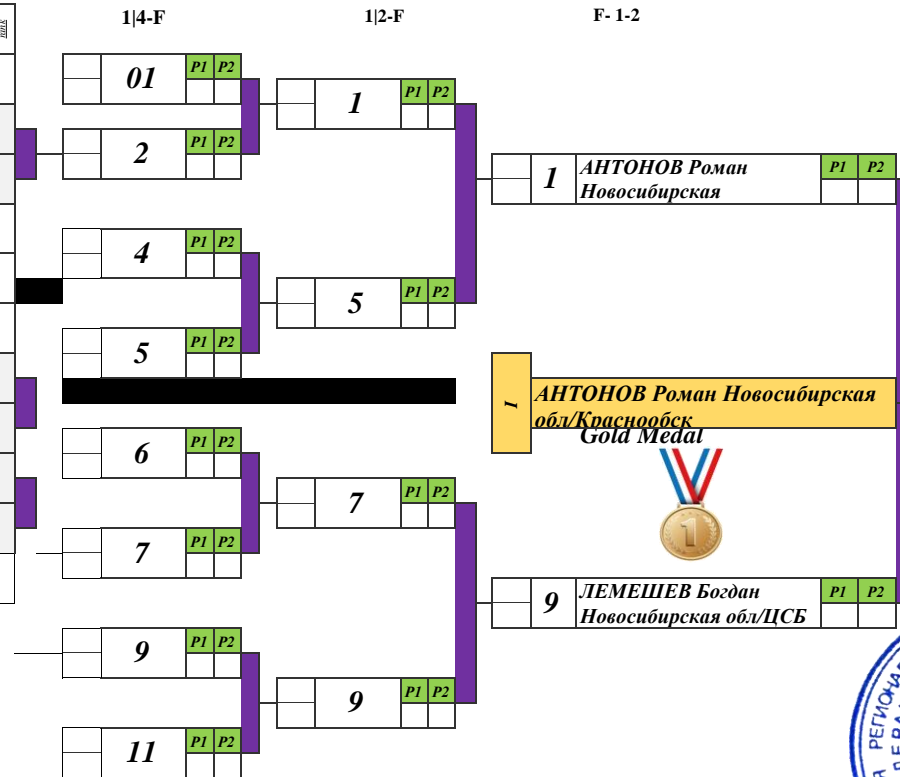 rank
1|4-F 1|2-F F- 1-2
01 P1 P2
1 P1 P2
2 P1 P2
1 АНТОНОВ Роман P1 P2
Новосибирская
4 P1 P2
5 P1 P2
5 P1 P2
I АНТОНОВ Роман Новосибирская
обл/Краснообск
Gold Medal
6 P1 P2
7 P1 P2
1
7 P1 P2
9 ЛЕМЕШЕВ Богдан P1 P2
Новосибирская обл/ЦСБ
9 P1 P2
9 P1 P2
11 P1 P2